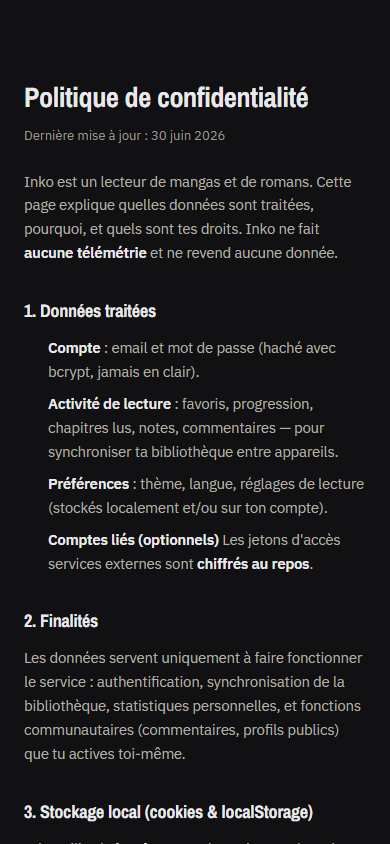 Politique de confidentialité
Dernière mise à jour : 30 juin 2026
Inko est un lecteur de mangas et de romans. Cette
page explique quelles données sont traitées,
pourquoi, et quels sont tes droits. Inko ne fait
aucune télémétrie et ne revend aucune donnée.
1. Données traitées
Compte : email et mot de passe (haché avec
bcrypt, jamais en clair).
Activité de lecture : favoris, progression,
chapitres lus, notes, commentaires — pour
synchroniser ta bibliothèque entre appareils.
Préférences : thème, langue, réglages de lecture
(stockés localement et/ou sur ton compte).
Comptes liés (optionnels) Les jetons d'accès
services externes sont chiffrés au repos.
2. Finalités
Les données servent uniquement à faire fonctionner
le service : authentification, synchronisation de la
bibliothèque, statistiques personnelles, et fonctions
communautaires (commentaires, profils publics)
que tu actives toi-même.
3. Stockage local (cookies & localStorage)